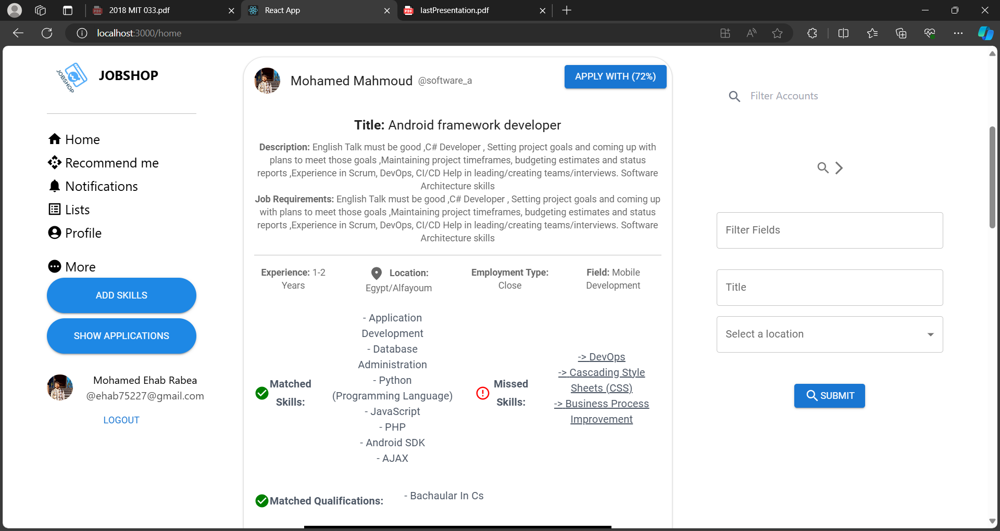 2018 MIT 033.pdf
React App
lastPresentation.pdf
localhost:3000/home
JOBSHOP
JOBSHOP
Home
Recommend me
Notifications
Lists
Profile
More
ADD SKILLS
SHOW APPLICATIONS
Mohamed Ehab Rabea
@ehab75227@gmail.com
LOGOUT
Mohamed Mahmoud @software_a
APPLY WITH (72%)
Title: Android framework developer
Description: English Talk must be good ,C# Developer , Setting project goals and coming up with
plans to meet those goals ,Maintaining project timeframes, budgeting estimates and status
reports ,Experience in Scrum, DevOps, CI/CD Help in leading/creating teams/interviews. Software
Architecture skills
Job Requirements: English Talk must be good ,C# Developer , Setting project goals and coming up
with plans to meet those goals ,Maintaining project timeframes, budgeting estimates and status
reports ,Experience in Scrum, DevOps, CI/CD Help in leading/creating teams/interviews. Software
Architecture skills
Experience: 1-2
Years
Location:
Egypt/Alfayoum
Employment Type:
Close
Field: Mobile
Development
Matched
Skills:
- Application
Development
- Database
Administration
- Python
(Programming Language)
- JavaScript
- PHP
- Android SDK
- AJAX
Missed
Skills:
-> DevOps
-> Cascading Style
Sheets (CSS)
-> Business Process
Improvement
Matched Qualifications:
- Bachaular In Cs
Filter Accounts
Filter Fields
Title
Select a location
SUBMIT